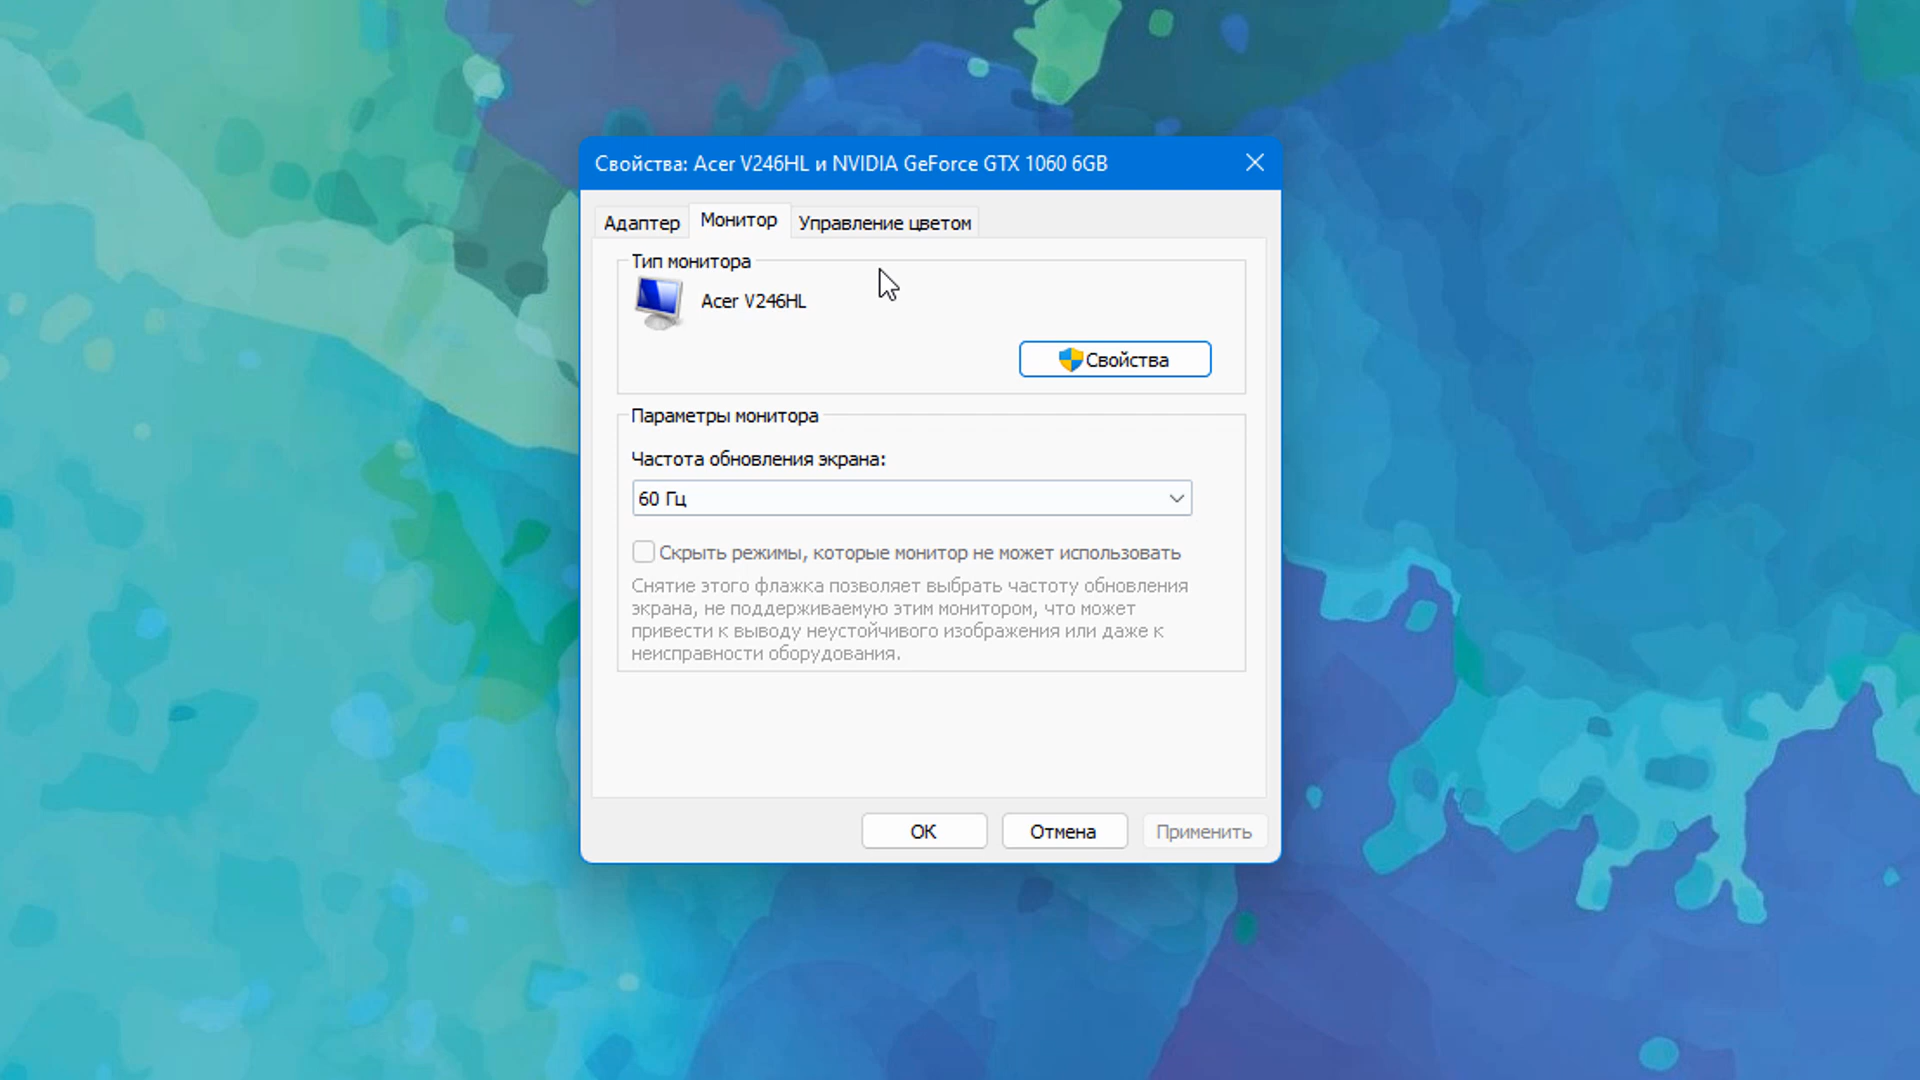 Свойства: Acer V246HL и NVIDIA GeForce GTX 1060 6GB
Адаптер
Монитор
Управление цветом
Тип монитора
Acer V246HL
Свойства
Параметры монитора
Частота обновления экрана:
60 Гц
Скрыть режимы, которые монитор не может использовать
Снятие этого флажка позволяет выбрать частоту обновления
экрана, не поддерживаемую этим монитором, что может
привести к выводу неустойчивого изображения или даже к
неисправности оборудования.
ОК
Отмена
Применить